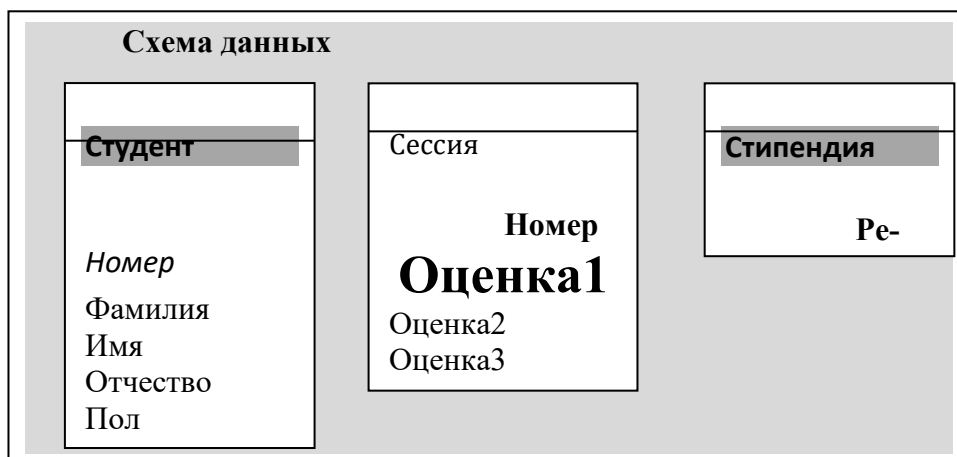 Схема данных
Студент
Номер
Фамилия
Имя
Отчество
Пол
Сессия
Номер
Оценка1
Оценка2
Оценка3
Стипендия
Ре-